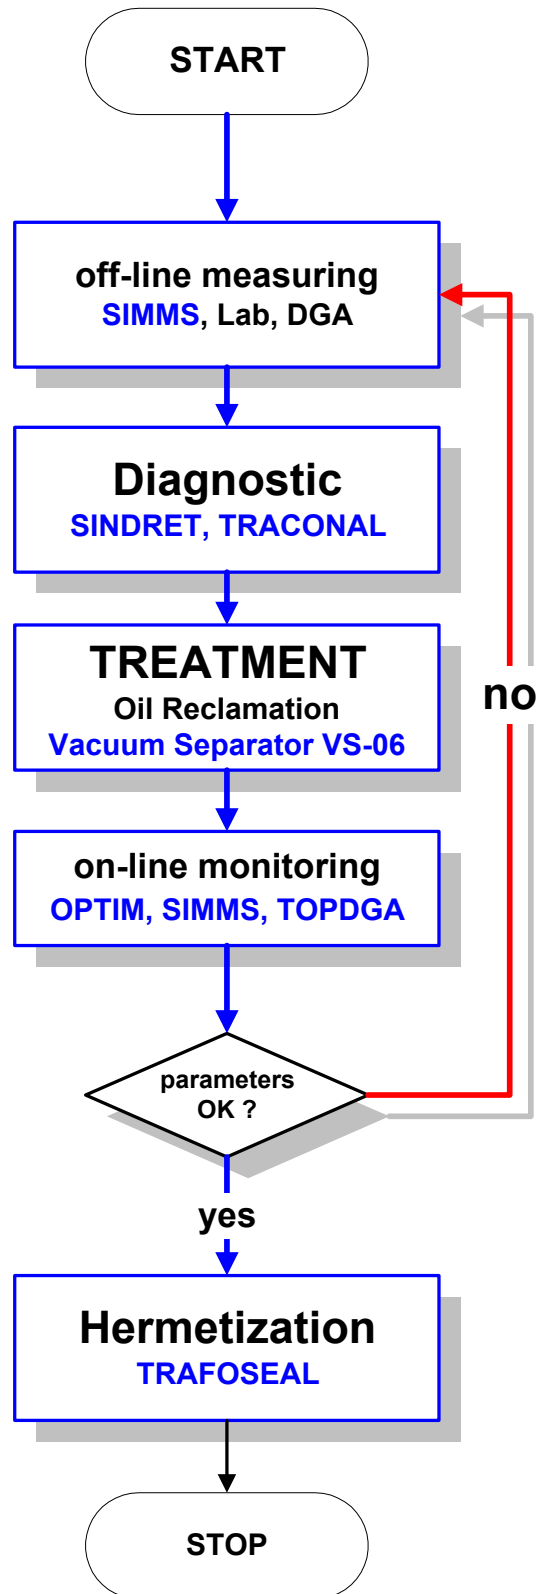 START
off-line measuring
SIMMS, Lab, DGA
Diagnostic
SINDRET, TRACONAL
TREATMENT
Oil Reclamation
Vacuum Separator VS-06
no
on-line monitoring
OPTIM, SIMMS, TOPDGA
parameters
OK ?
yes
Hermetization
TRAFOSEAL
STOP